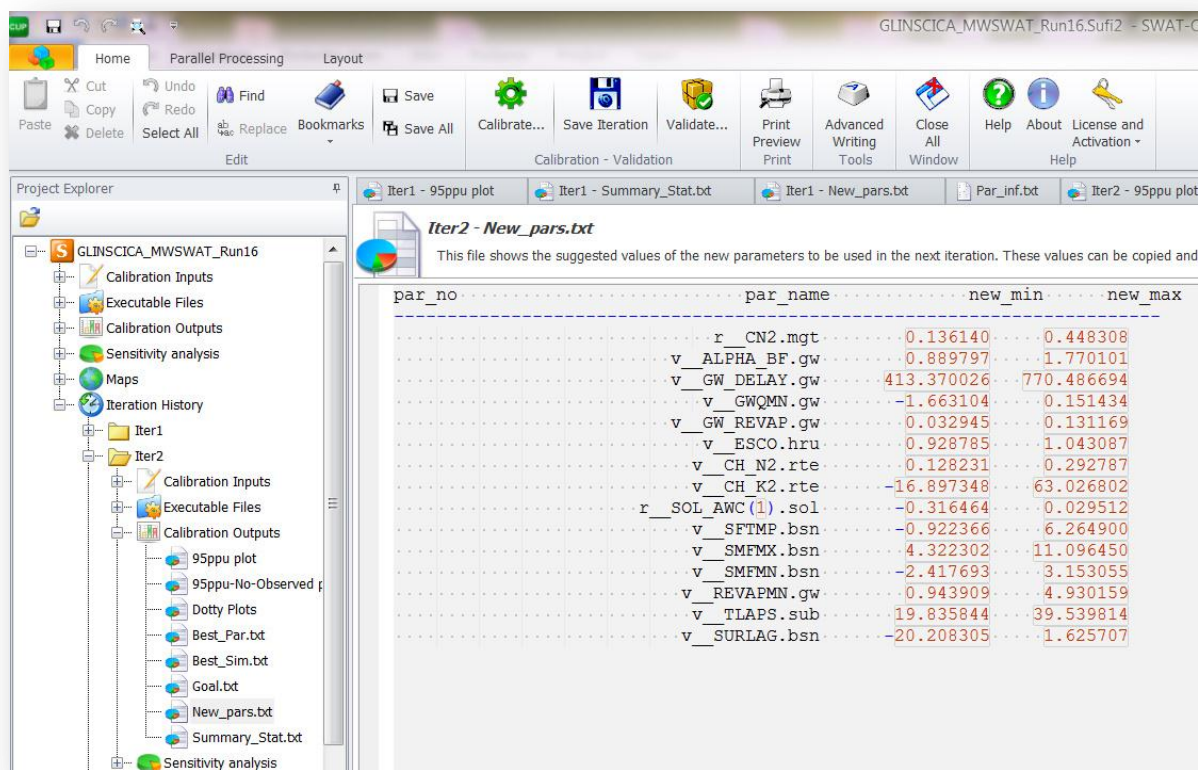 CUP
GLINSCICA_MWSWAT_Run16.Sufi2 - SWAT-C
Home Parallel Processing Layout
Paste
Cut
Copy
Delete
Undo
Redo
Select All
Find
Replace
Bookmarks
Edit
Save
Save All
Calibrate...
Save Iteration
Validate...
Calibration - Validation
Print Preview
Print
Advanced Writing
Tools
Close All
Window
Help
About
License and Activation
Help
Project Explorer
Iter1 - 95ppu plot
Iter1 - Summary_Stat.txt
Iter1 - New_pars.txt
Par_inf.txt
Iter2 - 95ppu plot
GLINSCICA_MWSWAT_Run16
Calibration Inputs
Executable Files
Calibration Outputs
Sensitivity analysis
Maps
Iteration History
Iter1
Iter2
Calibration Inputs
Executable Files
Calibration Outputs
95ppu plot
95ppu-No-Observed p
Dotty Plots
Best_Par.txt
Best_Sim.txt
Goal.txt
New_pars.txt
Summary_Stat.txt
Sensitivity analysis
Iter2 - New_pars.txt
This file shows the suggested values of the new parameters to be used in the next iteration. These values can be copied and
par_no par_name new_min new_max
r__CN2.mgt 0.136140 0.448308
v__ALPHA_BF.gw 0.889797 1.770101
v__GW_DELAY.gw 413.370026 770.486694
v__GWQMN.gw -1.663104 0.151434
v__GW_REVAP.gw 0.032945 0.131169
v__ESCO.hru 0.928785 1.043087
v__CH_N2.rte 0.128231 0.292787
v__CH_K2.rte -16.897348 63.026802
r__SOL_AWC(1).sol -0.316464 0.029512
v__SFTMP.bsn -0.922366 6.264900
v__SMFMX.bsn 4.322302 11.096450
v__SMFMN.bsn -2.417693 3.153055
v__REVAPMN.gw 0.943909 4.930159
v__TLAPS.sub 19.835844 39.539814
v__SURLAG.bsn -20.208305 1.625707